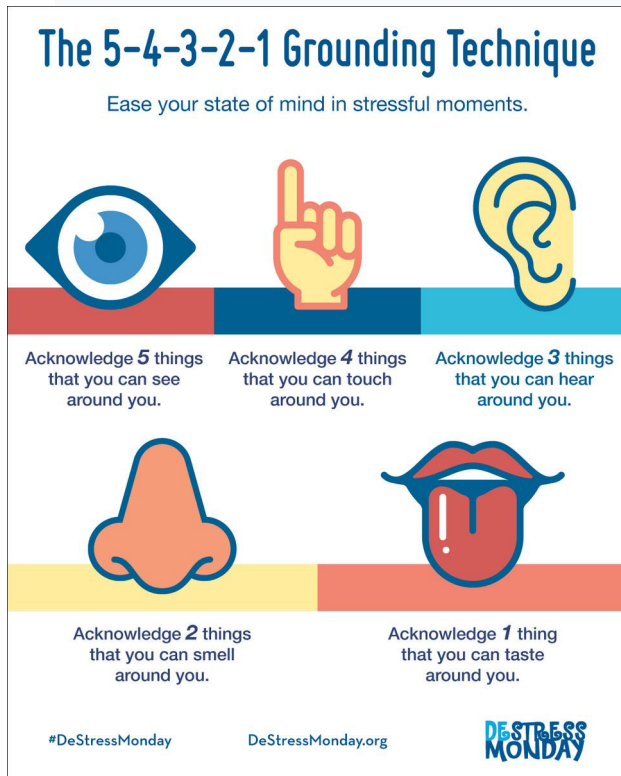 The 5-4-3-2-1 Grounding Technique
Ease your state of mind in stressful moments.
Acknowledge 5 things
that you can see
around you.
Acknowledge 4 things
that you can touch
around you.
Acknowledge 3 things
that you can hear
around you.
Acknowledge 2 things
that you can smell
around you.
Acknowledge 1 thing
that you can taste
around you.
#DeStressMonday
DeStressMonday.org
DESTRESS
MONDAY